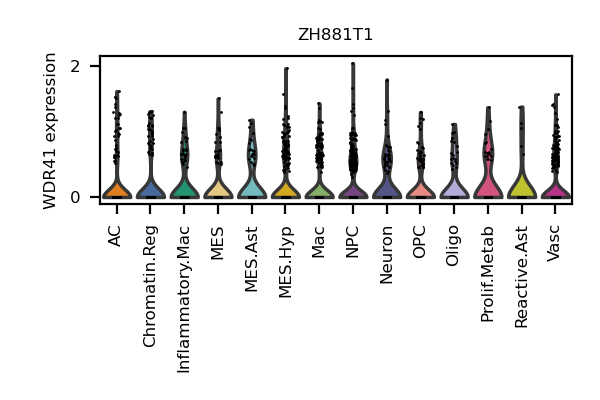 ZH881T1
WDR41 expression
2
0
AC
Chromatin.Reg
Inflammatory.Mac
MES
MES.Ast
MES.Hyp
Mac
NPC
Neuron
OPC
Oligo
Prolif.Metab
Reactive.Ast
Vasc